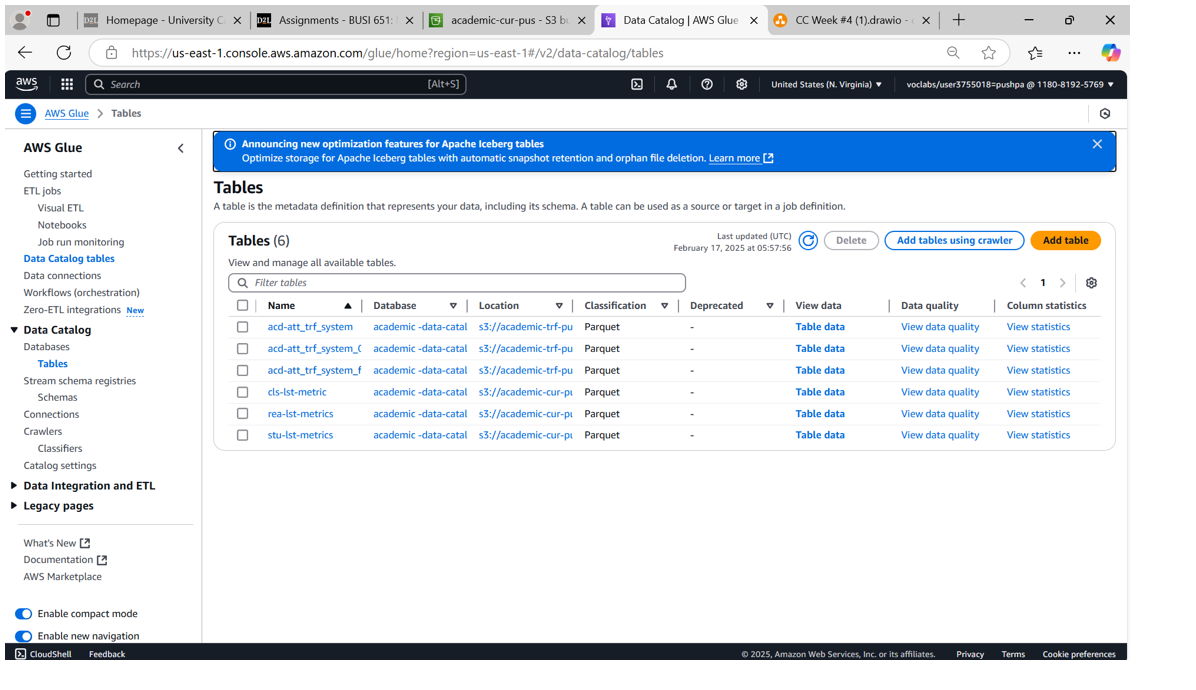 Homepage - University C
Assignments - BUSI 651:
academic-cur-pus - S3 bu
Data Catalog | AWS Glue
CC Week #4 (1).drawio -
https://us-east-1.console.aws.amazon.com/glue/home?region=us-east-1#/v2/data-catalog/tables
aws Search [Alt+S] United States (N. Virginia) voclabs/user3755018=pushpa @ 1180-8192-5769
AWS Glue > Tables
AWS Glue
Getting started
ETL jobs
Visual ETL
Notebooks
Job run monitoring
Data Catalog tables
Data connections
Workflows (orchestration)
Zero-ETL integrations New
Data Catalog
Databases
Tables
Stream schema registries
Schemas
Connections
Crawlers
Classifiers
Catalog settings
Data Integration and ETL
Legacy pages
What's New
Documentation
AWS Marketplace
Enable compact mode
Enable new navigation
Announcing new optimization features for Apache Iceberg tables
Optimize storage for Apache Iceberg tables with automatic snapshot retention and orphan file deletion. Learn more
Tables
A table is the metadata definition that represents your data, including its schema. A table can be used as a source or target in a job definition.
Tables (6)
Last updated (UTC)
February 17, 2025 at 05:57:56
Delete
Add tables using crawler
Add table
View and manage all available tables.
Filter tables
1
Name Database Location Classification Deprecated View data Data quality Column statistics
acd-att_trf_system academic -data-catal s3://academic-trf-pu Parquet - Table data View data quality View statistics
acd-att_trf_system_0 academic -data-catal s3://academic-trf-pu Parquet - Table data View data quality View statistics
acd-att_trf_system_f academic -data-catal s3://academic-trf-pu Parquet - Table data View data quality View statistics
cls-lst-metric academic -data-catal s3://academic-cur-pu Parquet - Table data View data quality View statistics
rea-lst-metrics academic -data-catal s3://academic-cur-pu Parquet - Table data View data quality View statistics
stu-lst-metrics academic -data-catal s3://academic-cur-pu Parquet - Table data View data quality View statistics
CloudShell Feedback © 2025, Amazon Web Services, Inc. or its affiliates. Privacy Terms Cookie preferences